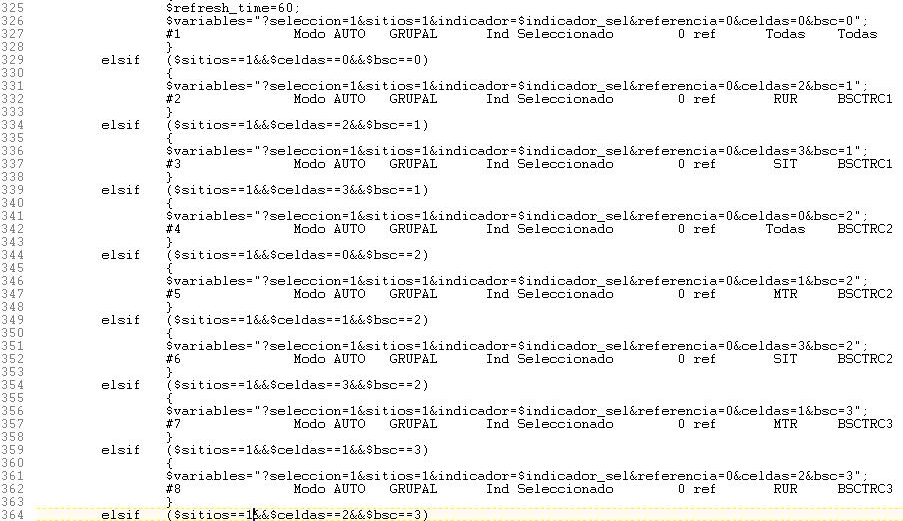 325 $refresh_time=60;
326 $variables="?seleccion=1&sitios=1&indicador=$indicador_sel&referencia=0&celdas=0&bsc=0";
327 #1 Modo AUTO GRUPAL Ind Seleccionado 0 ref Todas Todas
328 }
329 elsif ($sitios==1&&$celdas==0&&$bsc==0)
330 {
331 $variables="?seleccion=1&sitios=1&indicador=$indicador_sel&referencia=0&celdas=2&bsc=1";
332 #2 Modo AUTO GRUPAL Ind Seleccionado 0 ref RUR BSCTRC1
333 }
334 elsif ($sitios==1&&$celdas==2&&$bsc==1)
335 {
336 $variables="?seleccion=1&sitios=1&indicador=$indicador_sel&referencia=0&celdas=3&bsc=1";
337 #3 Modo AUTO GRUPAL Ind Seleccionado 0 ref SIT BSCTRC1
338 }
339 elsif ($sitios==1&&$celdas==3&&$bsc==1)
340 {
341 $variables="?seleccion=1&sitios=1&indicador=$indicador_sel&referencia=0&celdas=0&bsc=2";
342 #4 Modo AUTO GRUPAL Ind Seleccionado 0 ref Todas BSCTRC2
343 }
344 elsif ($sitios==1&&$celdas==0&&$bsc==2)
345 {
346 $variables="?seleccion=1&sitios=1&indicador=$indicador_sel&referencia=0&celdas=1&bsc=2";
347 #5 Modo AUTO GRUPAL Ind Seleccionado 0 ref MTR BSCTRC2
348 }
349 elsif ($sitios==1&&$celdas==1&&$bsc==2)
350 {
351 $variables="?seleccion=1&sitios=1&indicador=$indicador_sel&referencia=0&celdas=3&bsc=2";
352 #6 Modo AUTO GRUPAL Ind Seleccionado 0 ref SIT BSCTRC2
353 }
354 elsif ($sitios==1&&$celdas==3&&$bsc==2)
355 {
356 $variables="?seleccion=1&sitios=1&indicador=$indicador_sel&referencia=0&celdas=1&bsc=3";
357 #7 Modo AUTO GRUPAL Ind Seleccionado 0 ref MTR BSCTRC3
358 }
359 elsif ($sitios==1&&$celdas==1&&$bsc==3)
360 {
361 $variables="?seleccion=1&sitios=1&indicador=$indicador_sel&referencia=0&celdas=2&bsc=3";
362 #8 Modo AUTO GRUPAL Ind Seleccionado 0 ref RUR BSCTRC3
363 }
364 elsif ($sitios==1&&$celdas==2&&$bsc==3)